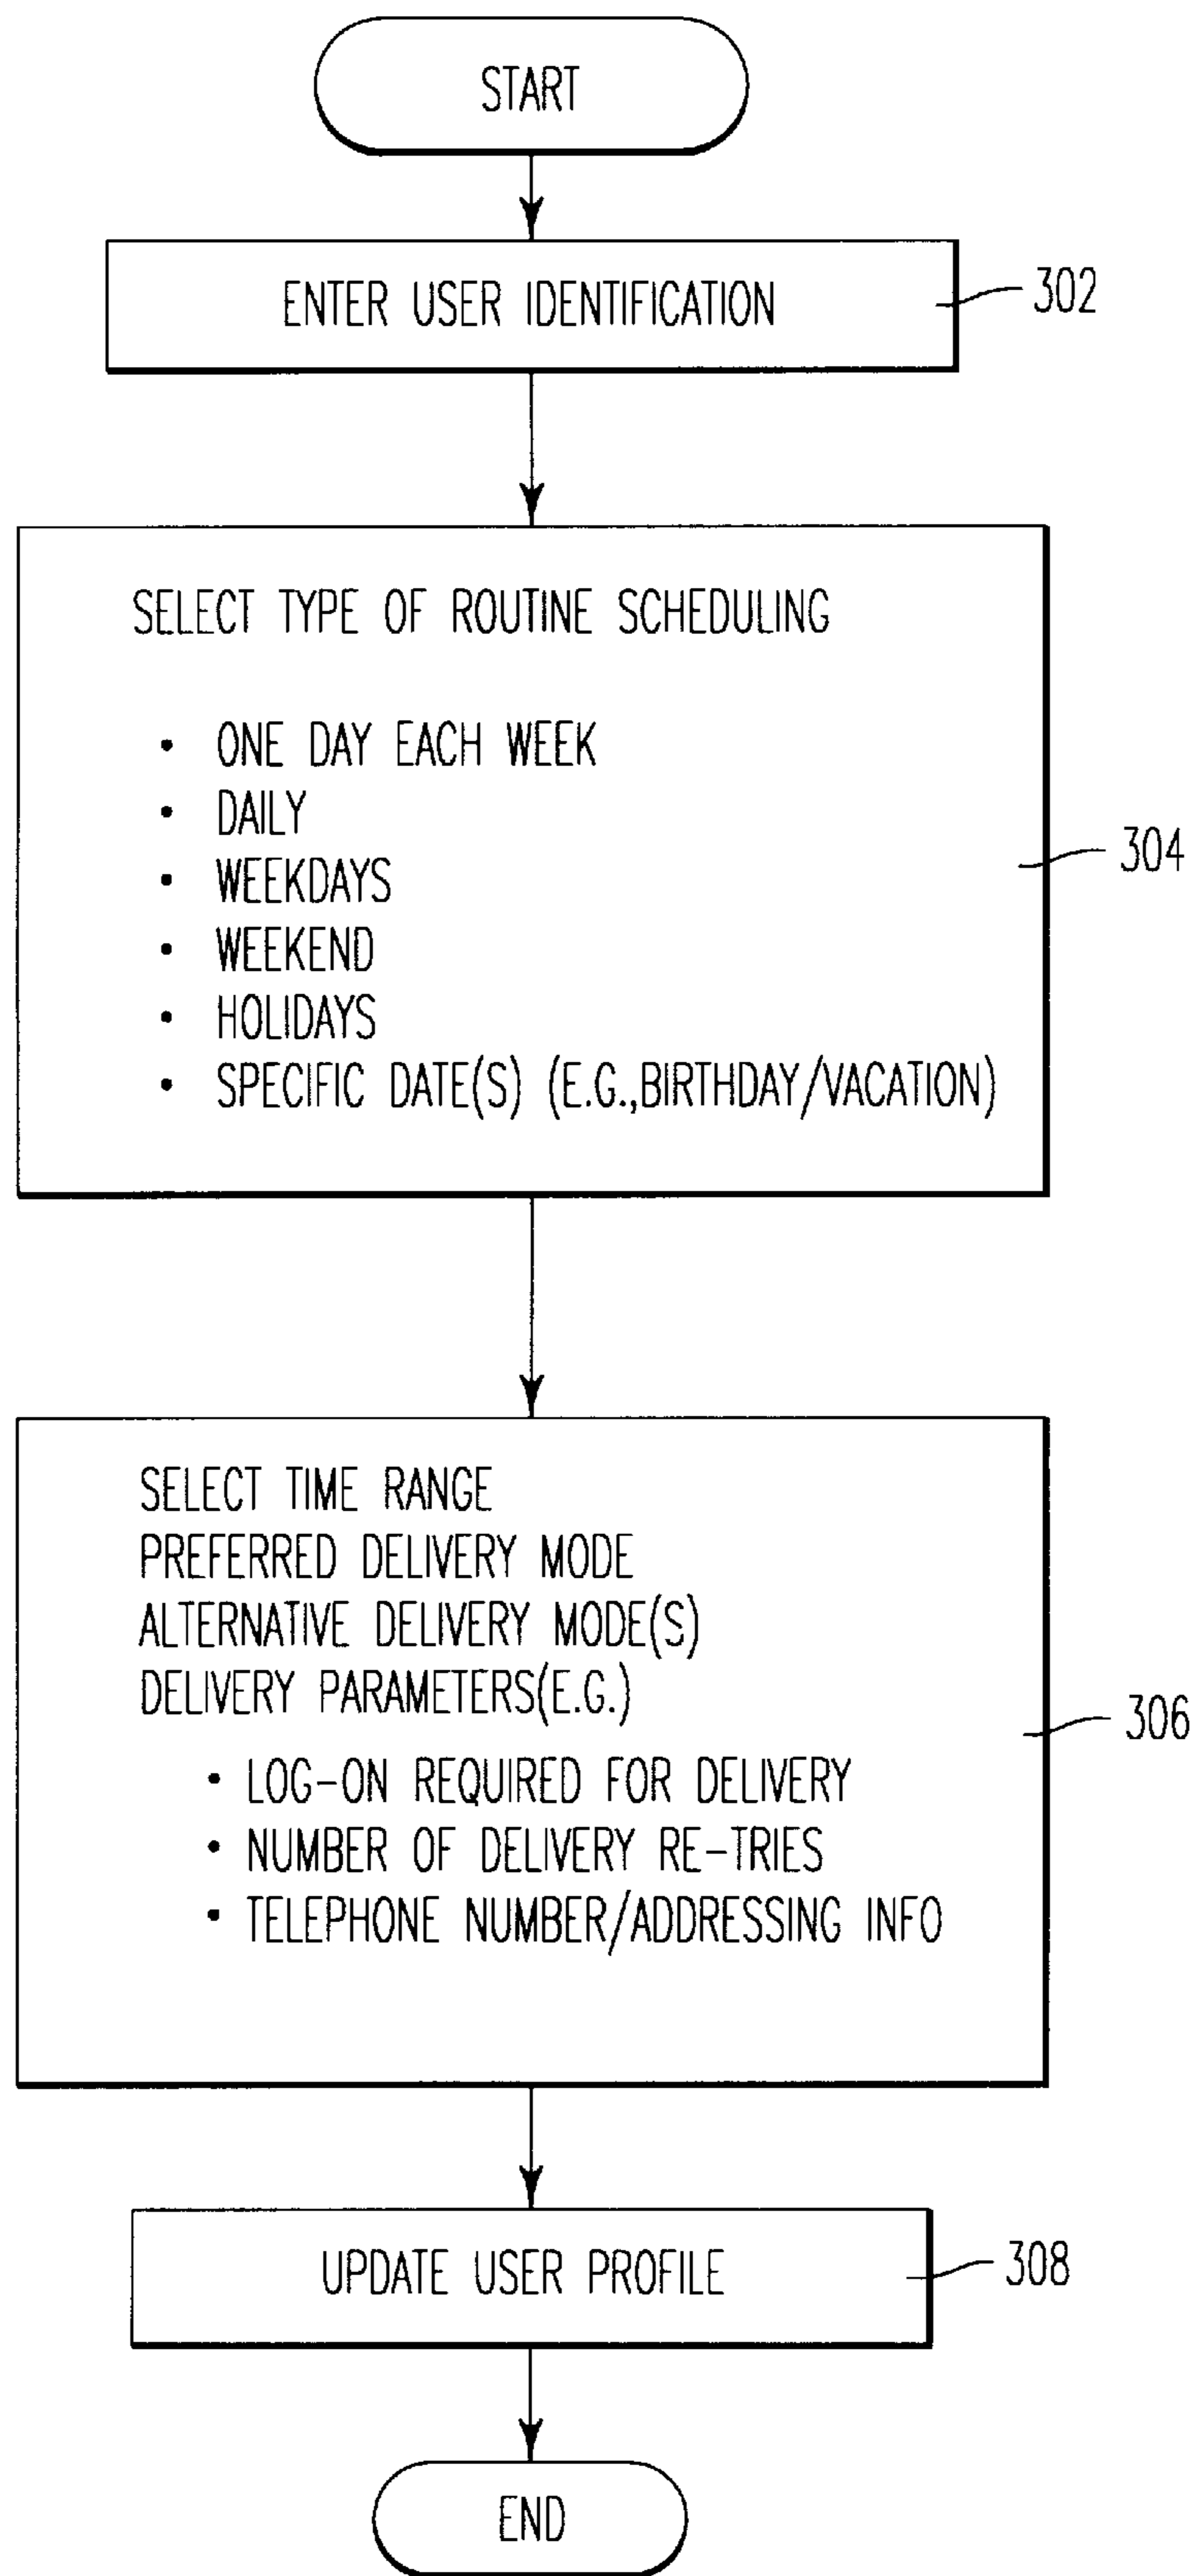 START
ENTER USER IDENTIFICATION
302
SELECT TYPE OF ROUTINE SCHEDULING
• ONE DAY EACH WEEK
• DAILY
• WEEKDAYS
• WEEKEND
• HOLIDAYS
• SPECIFIC DATE(S) (E.G.,BIRTHDAY/VACATION)
304
SELECT TIME RANGE
PREFERRED DELIVERY MODE
ALTERNATIVE DELIVERY MODE(S)
DELIVERY PARAMETERS(E.G.)
• LOG-ON REQUIRED FOR DELIVERY
• NUMBER OF DELIVERY RE-TRIES
• TELEPHONE NUMBER/ADDRESSING INFO
306
UPDATE USER PROFILE
308
END